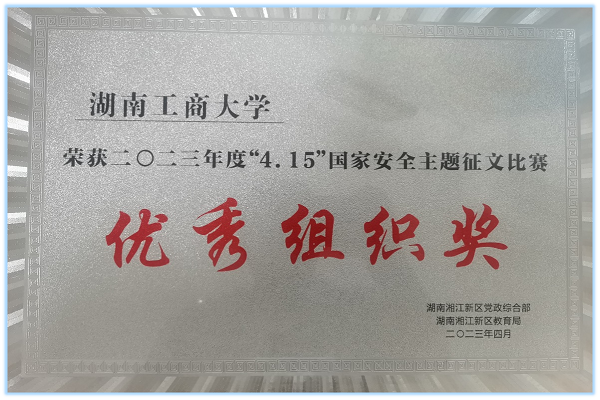 湖南工商大学
荣获二〇二三年度“4.15”国家安全主题征文比赛
优秀组织奖
湖南湘江新区党政综合部
湖南湘江新区教育局
二〇二三年四月